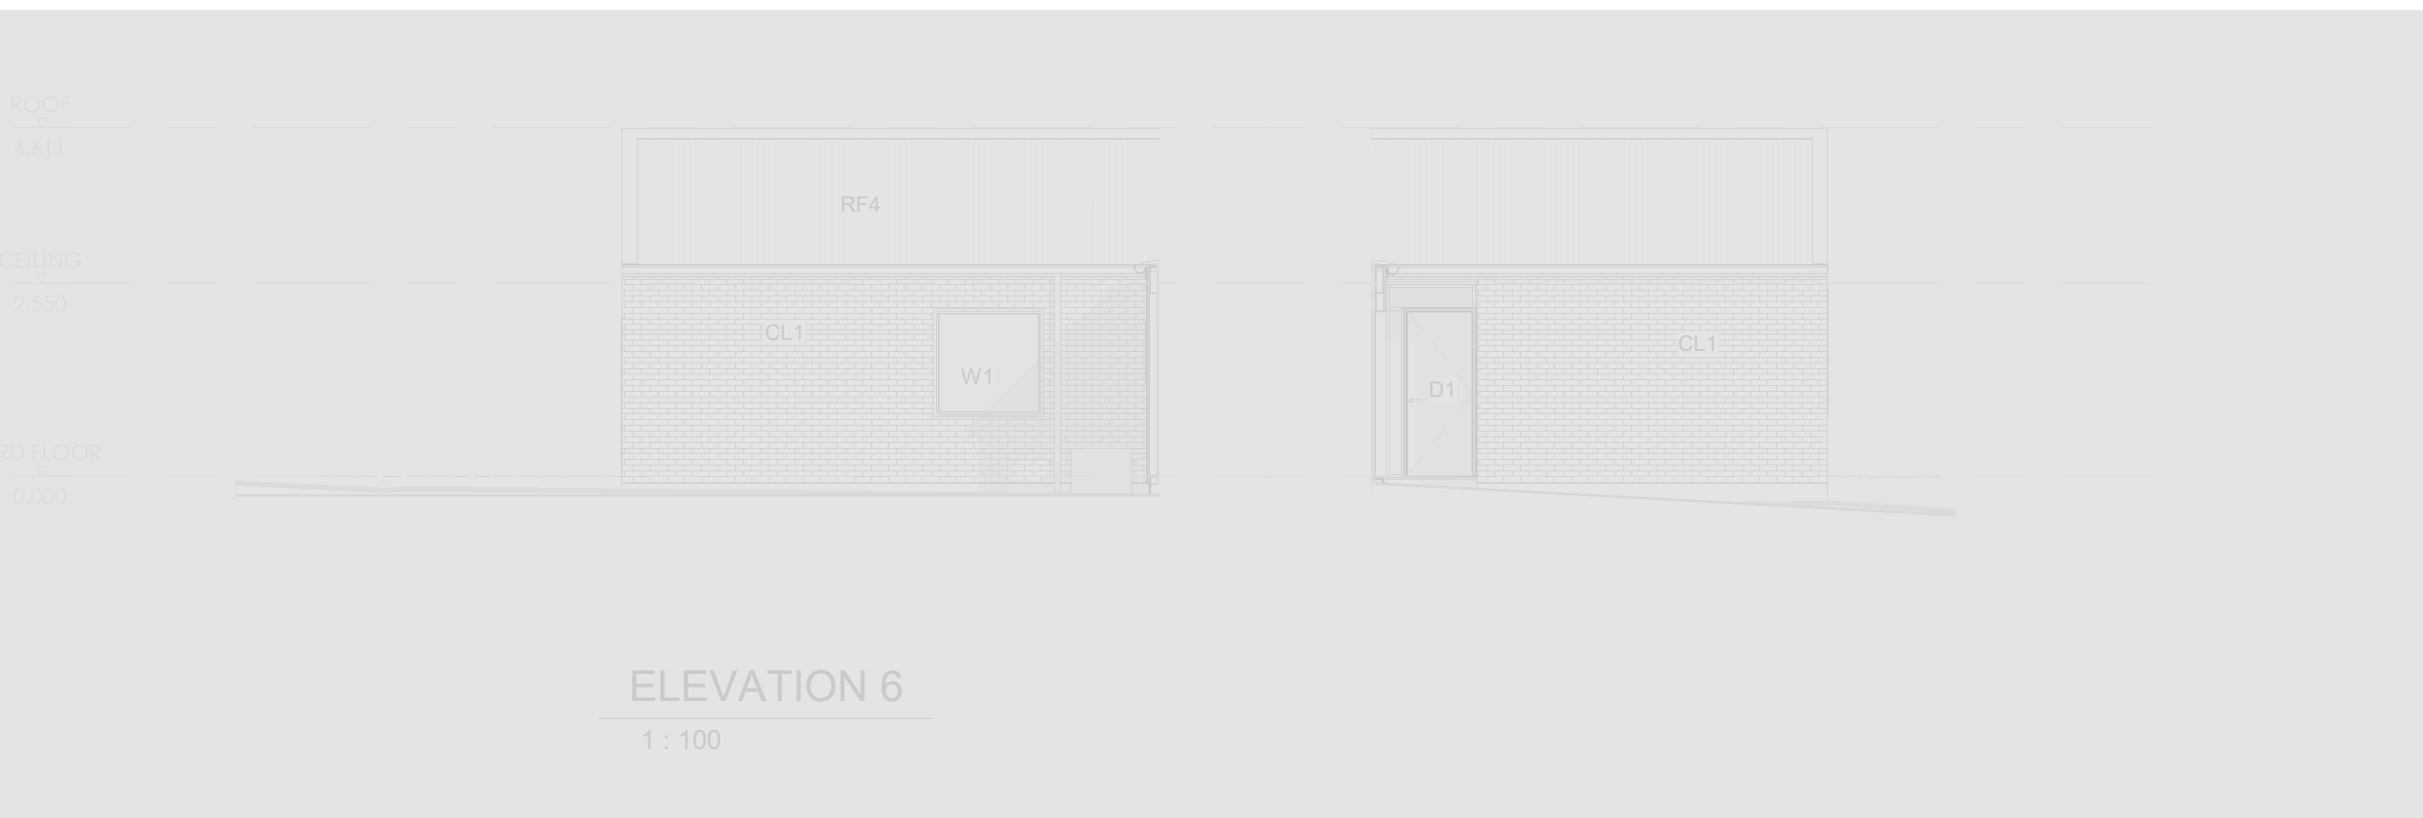 ROOF
4.611
RF4
CEILING
2.550
CL1
W1
D1
CL1
RD FLOOR
0.000
ELEVATION 6
1 : 100